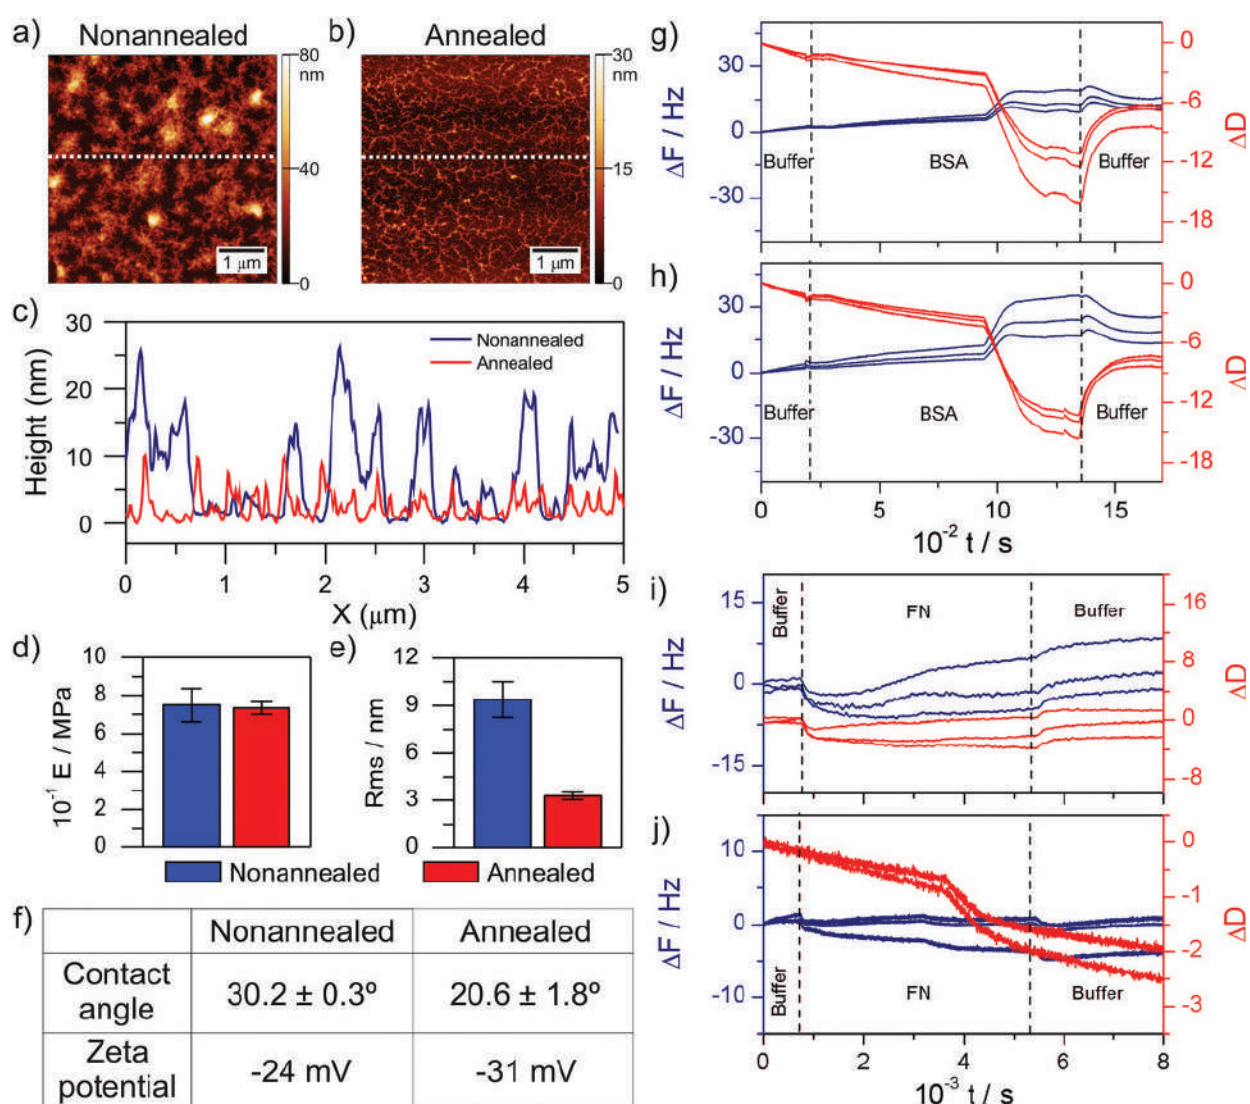 a) Nonannealed
80
nm
40
0
1 μm
b) Annealed
30
nm
15
0
1 μm
c)
Height (nm)
30
20
10
0
Nonannealed
Annealed
0 1 2 3 4 5
X (μm)
d)
10⁻¹ E / MPa
10
8
6
4
2
0
e)
Rms / nm
12
9
6
3
0
Nonannealed Annealed
f)
Nonannealed Annealed
Contact angle 30.2 ± 0.3º 20.6 ± 1.8º
Zeta potential -24 mV -31 mV
g)
ΔF / Hz
30
0
-30
Buffer BSA Buffer
0
-6
-12
-18
ΔD
h)
ΔF / Hz
30
0
-30
Buffer BSA Buffer
0
-6
-12
-18
ΔD
0 5 10 15
10⁻² t / s
i)
ΔF / Hz
15
0
-15
Buffer FN Buffer
16
8
0
-8
ΔD
j)
ΔF / Hz
10
0
-10
Buffer FN Buffer
0
-1
-2
-3
ΔD
0 2 4 6 8
10⁻³ t / s